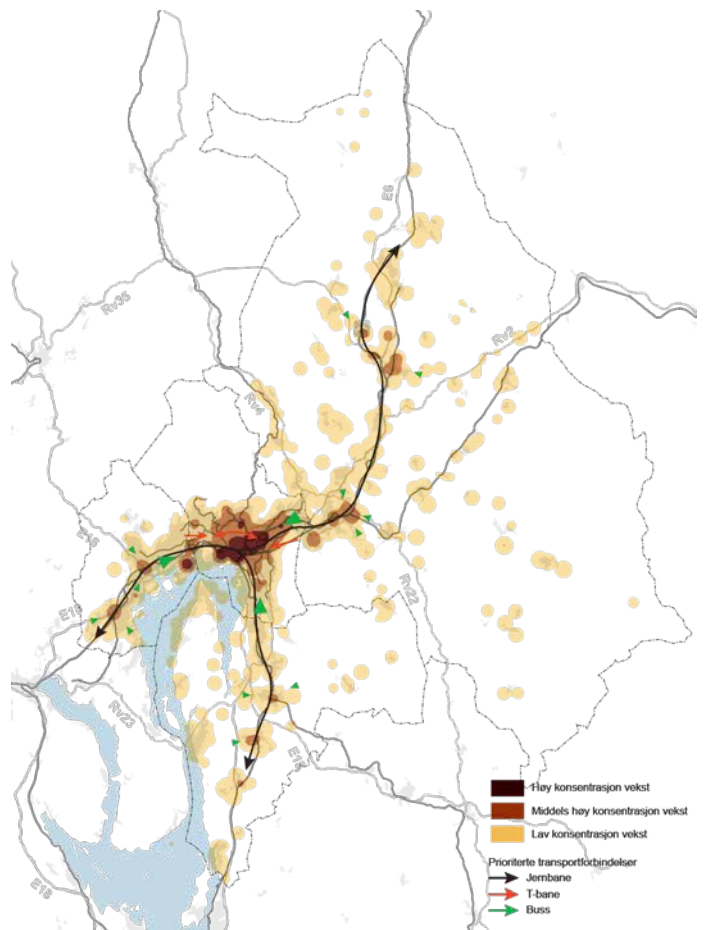 E6
Rv35
Rv2
Rv4
E16
Rv22
E18
Rv23
E18
Høy konsentrasjon vekst
Middels høy konsentrasjon vekst
Lav konsentrasjon vekst
Prioriterte transportforbindelser
Jernbane
T-bane
Buss
E18